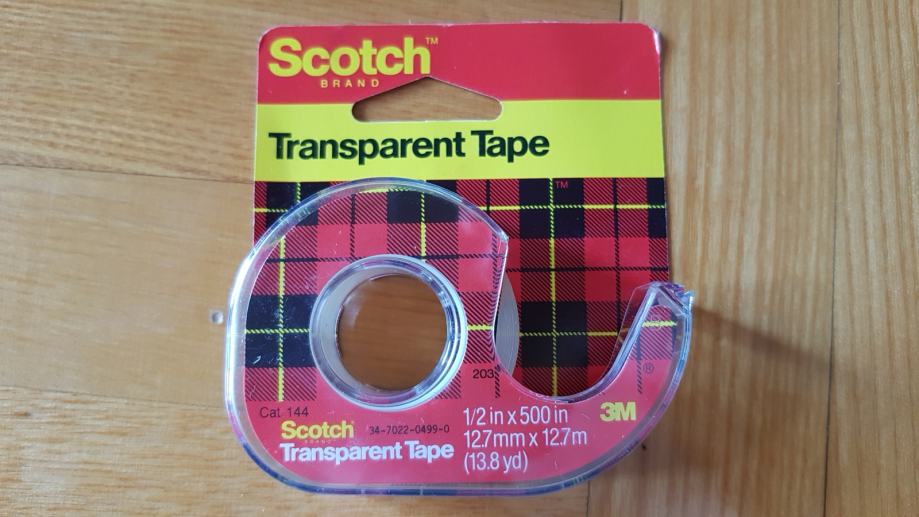 Scotch™
BRAND
Transparent Tape
™
203
®
Cat 144
Scotch
BRAND
34-7022-0499-0
Transparent Tape
1/2 in x 500 in
12.7mm x 12.7m
(13.8 yd)
3M